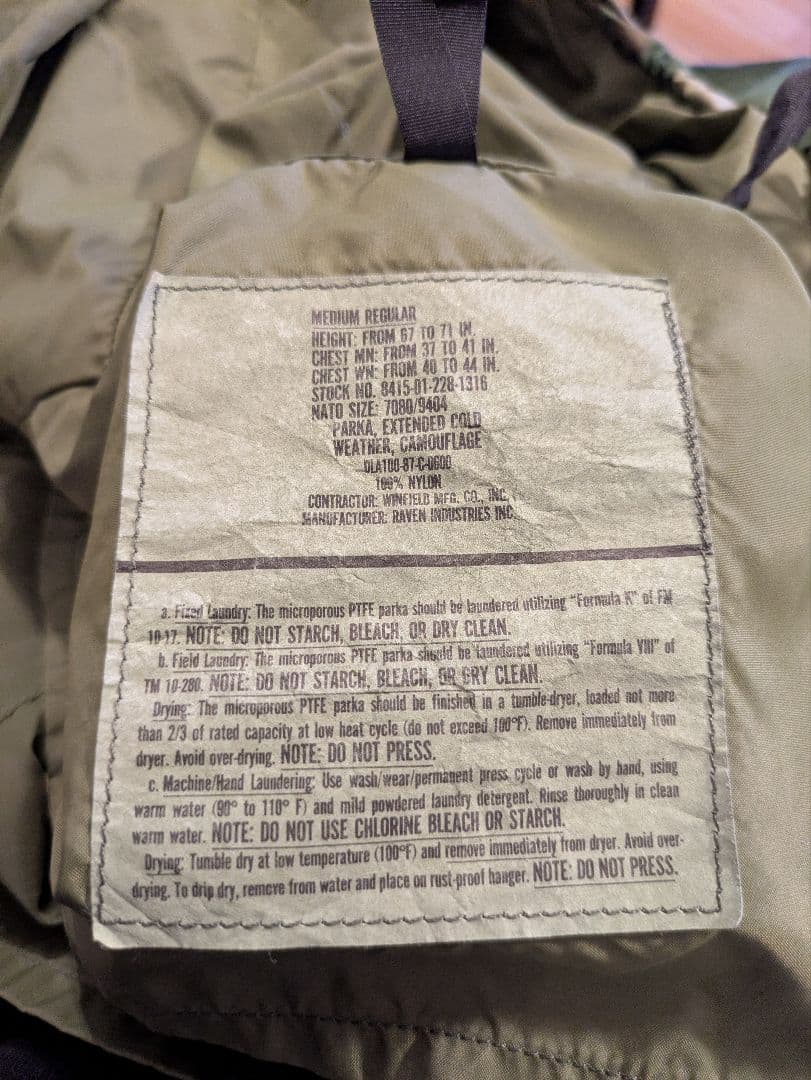 MEDIUM REGULAR
HEIGHT: FROM 67 TO 71 IN.
CHEST MN: FROM 37 TO 41 IN.
CHEST WN: FROM 40 TO 44 IN.
STOCK NO. 8415-01-228-1316
NATO SIZE: 7080/9404
PARKA, EXTENDED COLD
WEATHER, CAMOUFLAGE
DLA100-87-C-0600
100% NYLON
CONTRACTOR: WINFIELD MFG. CO., INC.
MANUFACTURER: RAVEN INDUSTRIES INC.
a. Fixed Laundry: The microporous PTFE parka should be laundered utilizing "Formula K" of FM
10-17. NOTE: DO NOT STARCH, BLEACH, OR DRY CLEAN.
b. Field Laundry: The microporous PTFE parka should be laundered utilizing "Formula VIII" of
TM 10-280. NOTE: DO NOT STARCH, BLEACH, OR DRY CLEAN.
Drying: The microporous PTFE parka should be finished in a tumble-dryer, loaded not more
than 2/3 of rated capacity at low heat cycle (do not exceed 100°F). Remove immediately from
dryer. Avoid over-drying. NOTE: DO NOT PRESS.
c. Machine/Hand Laundering: Use wash/wear/permanent press cycle or wash by hand, using
warm water (90° to 110° F) and mild powdered laundry detergent. Rinse thoroughly in clean
warm water. NOTE: DO NOT USE CHLORINE BLEACH OR STARCH.
Drying: Tumble dry at low temperature (100°F) and remove immediately from dryer. Avoid over-
drying. To drip dry, remove from water and place on rust-proof hanger. NOTE: DO NOT PRESS.